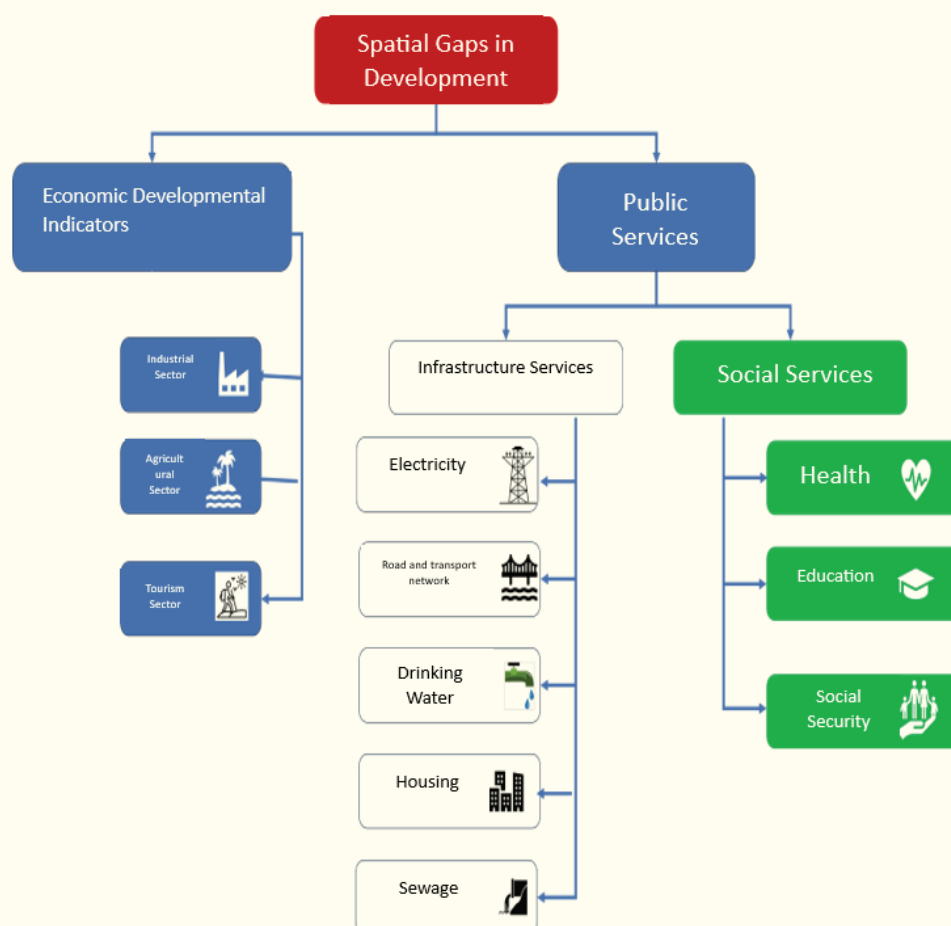 Spatial Gaps in
Development
Economic Developmental
Indicators
Public
Services
Industrial
Sector
Agricult
ural
Sector
Tourism
Sector
Infrastructure Services
Electricity
Road and transport
network
Drinking
Water
Housing
Sewage
Social Services
Health
Education
Social
Security